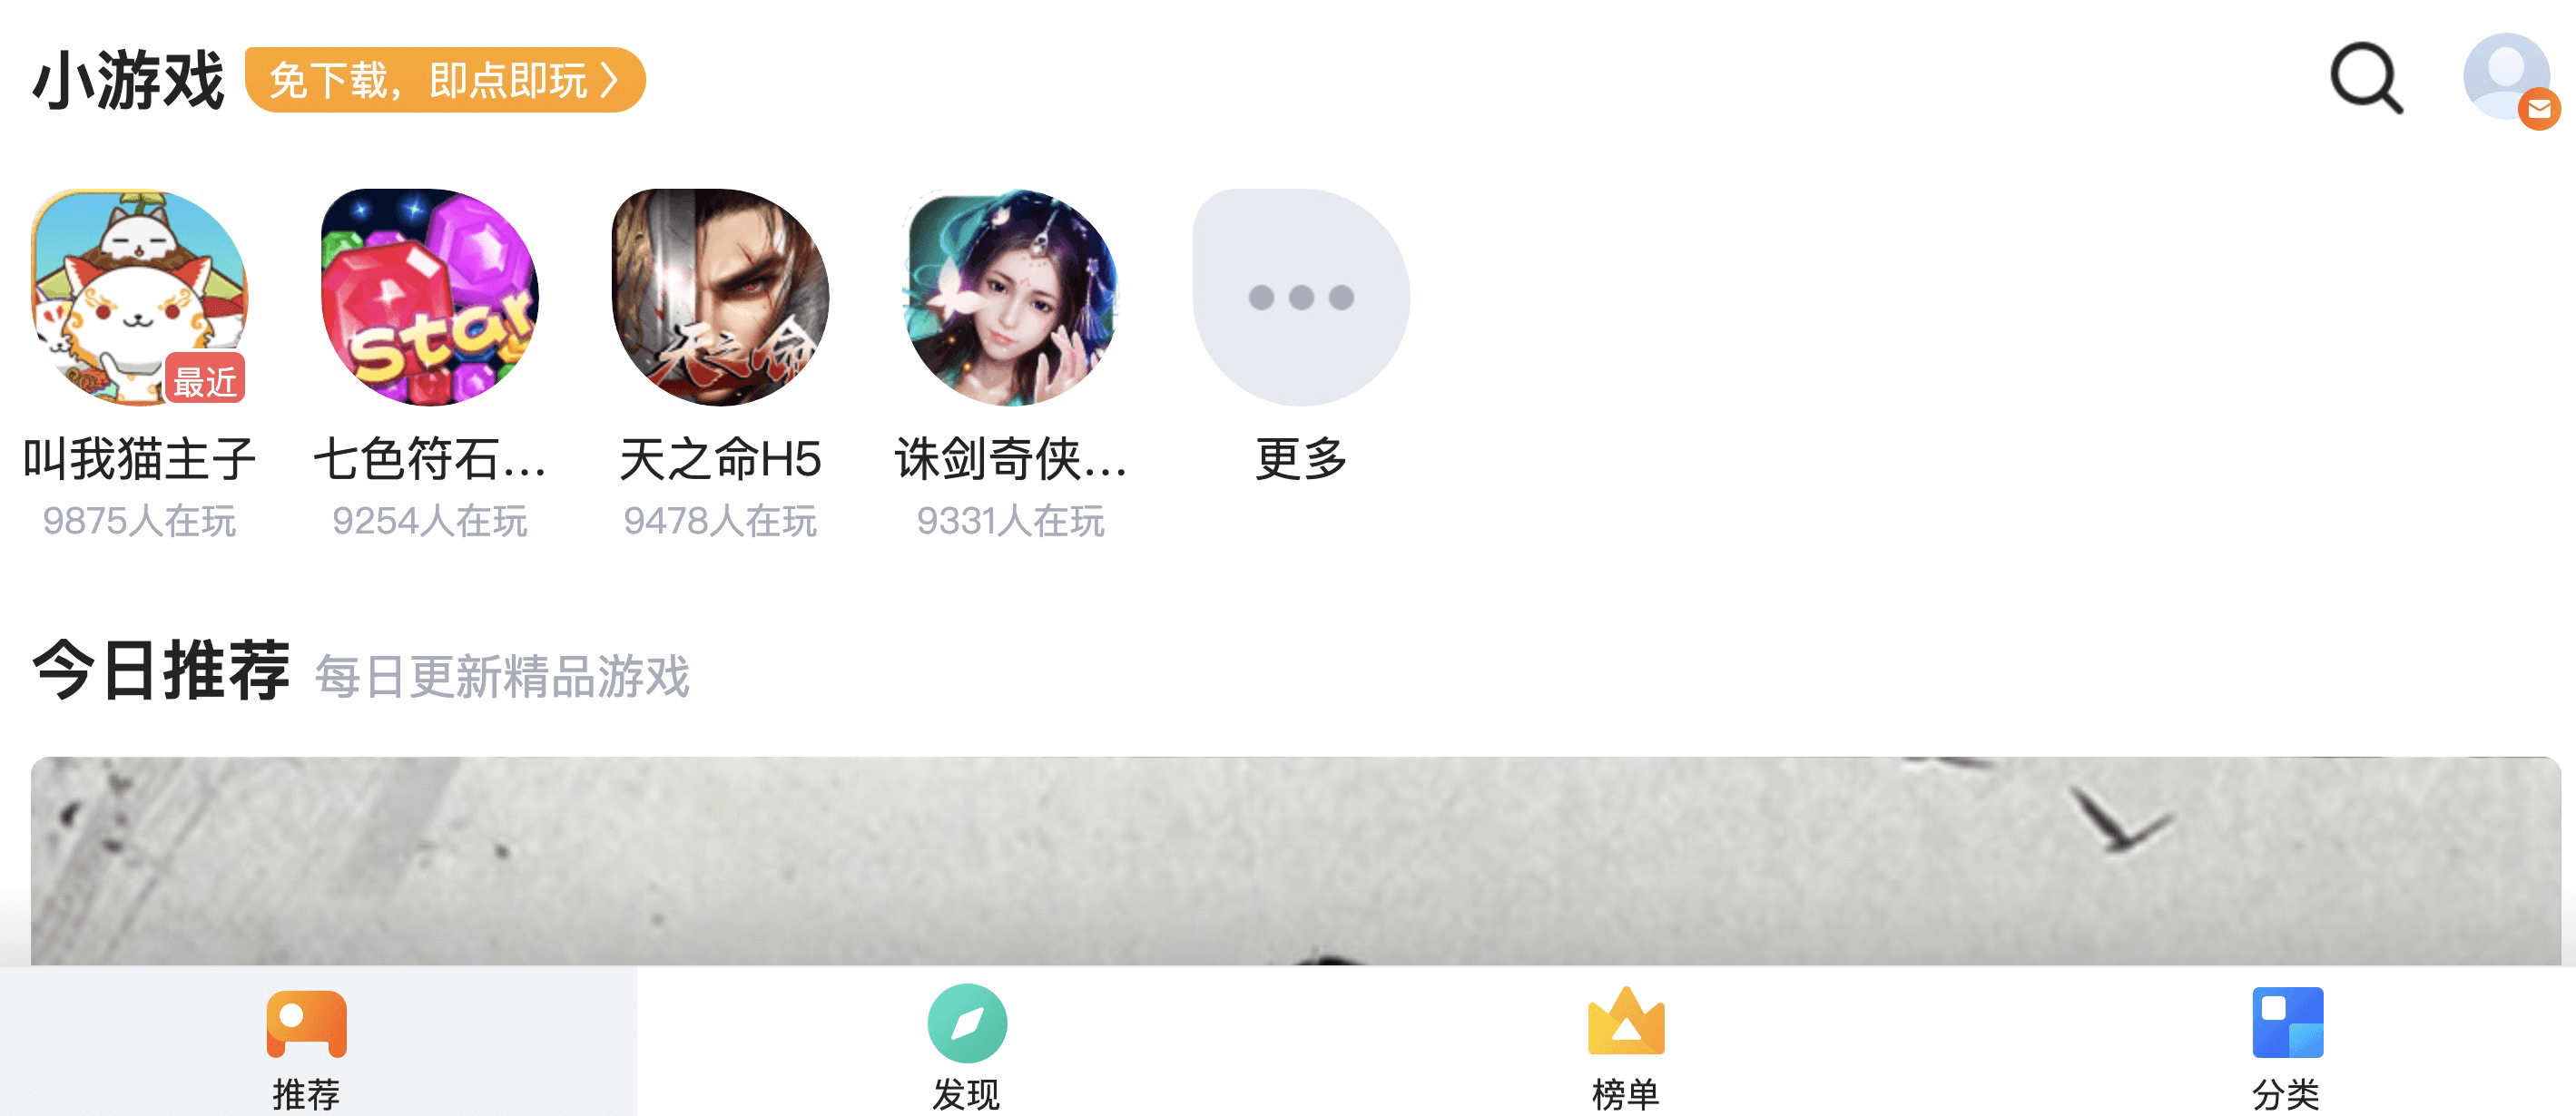 小游戏
免下载，即点即玩
Star
天之命
最近
叫我猫主子
七色符石...
天之命H5
诛剑奇侠...
更多
9875人在玩
9254人在玩
9478人在玩
9331人在玩
今日推荐
每日更新精品游戏
推荐
发现
榜单
分类